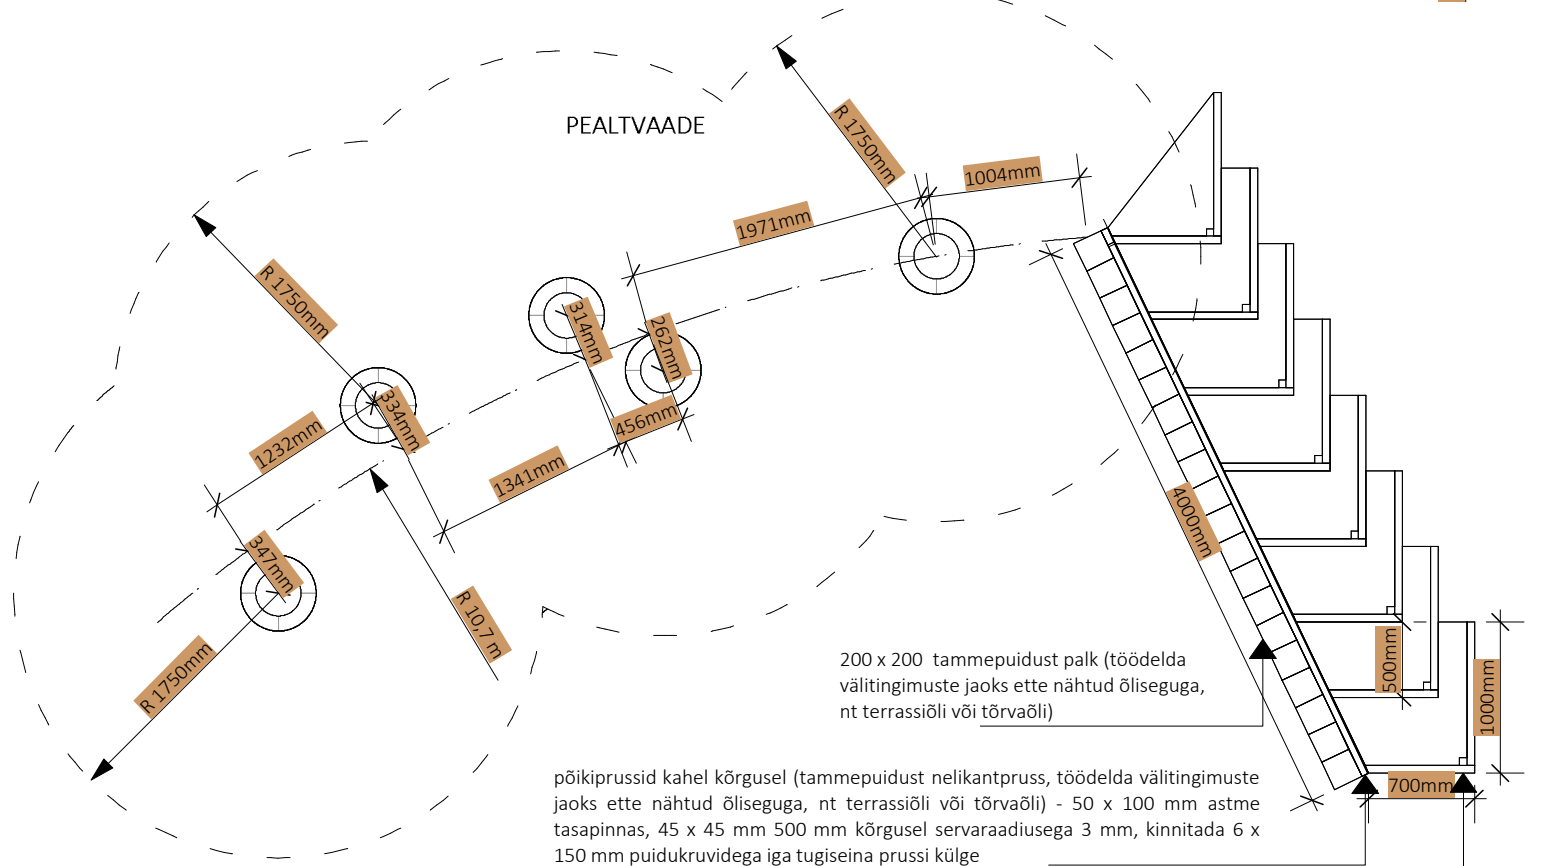 PEALTVAADE
R 1750mm
1004mm
1971mm
R 1750mm
314mm
262mm
334mm
456mm
1232mm
1341mm
4000mm
347mm
R 10,7 m
R 1750mm
500mm
1000mm
700mm
200 x 200 tammepuidust palk (töödelda
välitingimuste jaoks ette nähtud õliseguga,
nt terrassiõli või tõrvaõli)
põikiprussid kahel kõrgusel (tammepuidust nelikantpruss, töödelda välitingimuste
jaoks ette nähtud õliseguga, nt terrassiõli või tõrvaõli) - 50 x 100 mm astme
tasapinnas, 45 x 45 mm 500 mm kõrgusel servaraadiusega 3 mm, kinnitada 6 x
150 mm puidukruvidega iga tugiseina prussi külge